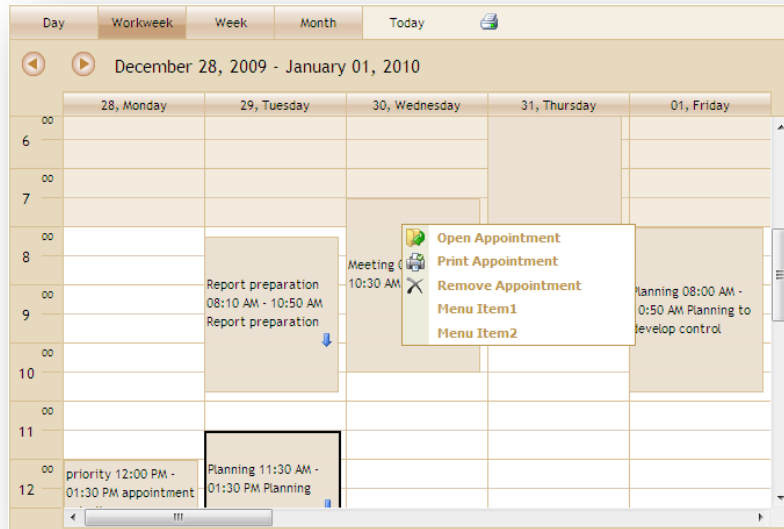 Day Workweek Week Month Today
December 28, 2009 - January 01, 2010
28, Monday 29, Tuesday 30, Wednesday 31, Thursday 01, Friday
00
6
00
7
00
8
00
9
00
10
00
11
00
12
priority 12:00 PM -
01:30 PM appointment
Report preparation
08:10 AM - 10:50 AM
Report preparation
Planning 11:30 AM -
01:30 PM Planning
Meeting
10:30 AM
Open Appointment
Print Appointment
Remove Appointment
Menu Item1
Menu Item2
Planning 08:00 AM -
0:50 AM Planning to
develop control